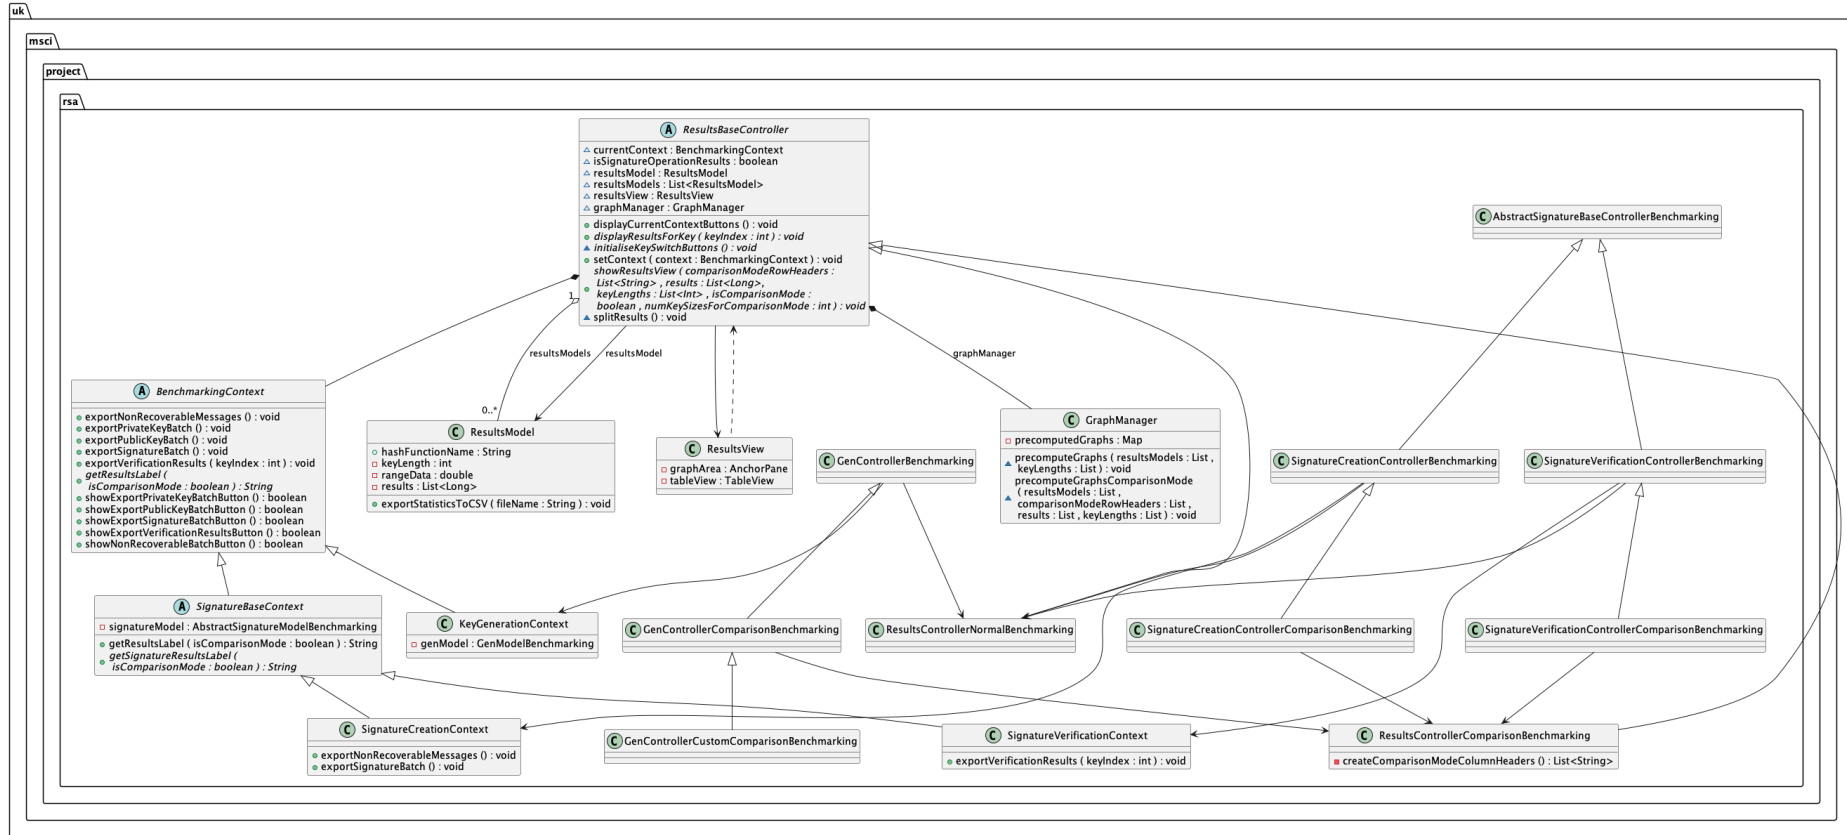 uk
msci
project
rsa
A ResultsBaseController
currentContext : BenchmarkingContext
isSignatureOperationResults : boolean
resultsModel : ResultsModel
resultsModels : List<ResultsModel>
resultsView : ResultsView
graphManager : GraphManager
displayCurrentContextButtons () : void
displayResultsForKey ( keyIndex : int ) : void
initialiseKeySwitchButtons () : void
setContext ( context : BenchmarkingContext ) : void
showResultsView ( comparisonModeRowHeaders :
List<String> , results : List<Long>,
keyLengths : List<Int> , isComparisonMode :
boolean , numKeySizesForComparisonMode : int ) : void
splitResults () : void
C AbstractSignatureBaseControllerBenchmarking
1
resultsModels
resultsModel
graphManager
0..*
A BenchmarkingContext
exportNonRecoverableMessages () : void
exportPrivateKeyBatch () : void
exportPublicKeyBatch () : void
exportSignatureBatch () : void
exportVerificationResults ( keyIndex : int ) : void
getResultsLabel (
isComparisonMode : boolean ) : String
showExportPrivateKeyBatchButton () : boolean
showExportPublicKeyBatchButton () : boolean
showExportSignatureBatchButton () : boolean
showExportVerificationResultsButton () : boolean
showNonRecoverableBatchButton () : boolean
C ResultsModel
hashFunctionName : String
keyLength : int
rangeData : double
results : List<Long>
exportStatisticsToCSV ( fileName : String ) : void
C ResultsView
graphArea : AnchorPane
tableView : TableView
C GenControllerBenchmarking
C GraphManager
precomputedGraphs : Map
precomputeGraphs ( resultsModels : List ,
keyLengths : List ) : void
precomputeGraphsComparisonMode
( resultsModels : List ,
comparisonModeRowHeaders : List ,
results : List , keyLengths : List ) : void
C SignatureCreationControllerBenchmarking
C SignatureVerificationControllerBenchmarking
A SignatureBaseContext
signatureModel : AbstractSignatureModelBenchmarking
getResultsLabel ( isComparisonMode : boolean ) : String
getSignatureResultsLabel (
isComparisonMode : boolean ) : String
C KeyGenerationContext
genModel : GenModelBenchmarking
C GenControllerComparisonBenchmarking
C ResultsControllerNormalBenchmarking
C SignatureCreationControllerComparisonBenchmarking
C SignatureVerificationControllerComparisonBenchmarking
C SignatureCreationContext
exportNonRecoverableMessages () : void
exportSignatureBatch () : void
C GenControllerCustomComparisonBenchmarking
C SignatureVerificationContext
exportVerificationResults ( keyIndex : int ) : void
C ResultsControllerComparisonBenchmarking
createComparisonModeColumnHeaders () : List<String>